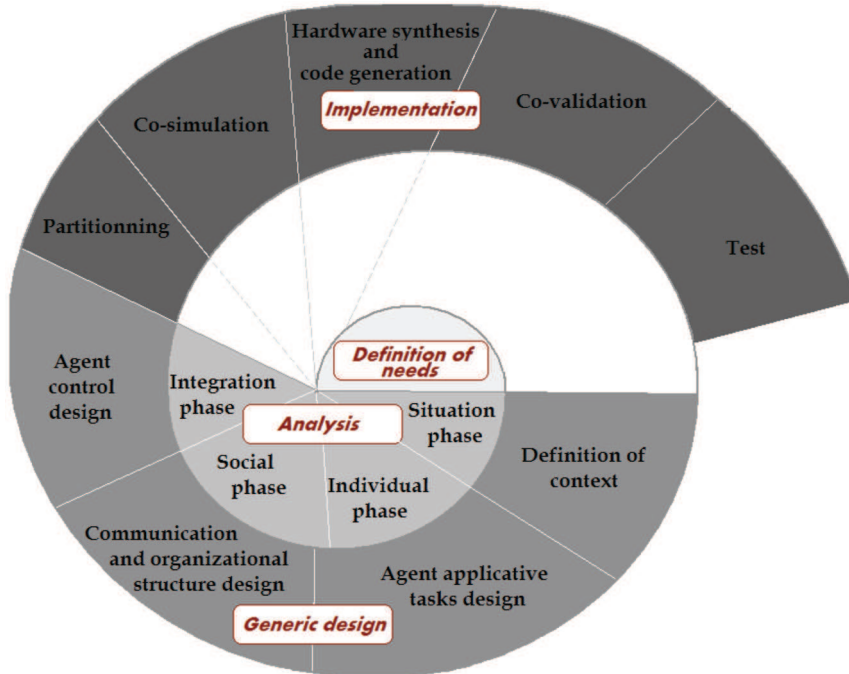 Hardware synthesis
and
code generation
Implementation
Co-validation
Co-simulation
Partitionning
Test
Definition of
needs
Agent
control
design
Integration
phase
Analysis
Situation
phase
Social
phase
Individual
phase
Definition of
context
Communication
and organizational
structure design
Agent applicative
tasks design
Generic design